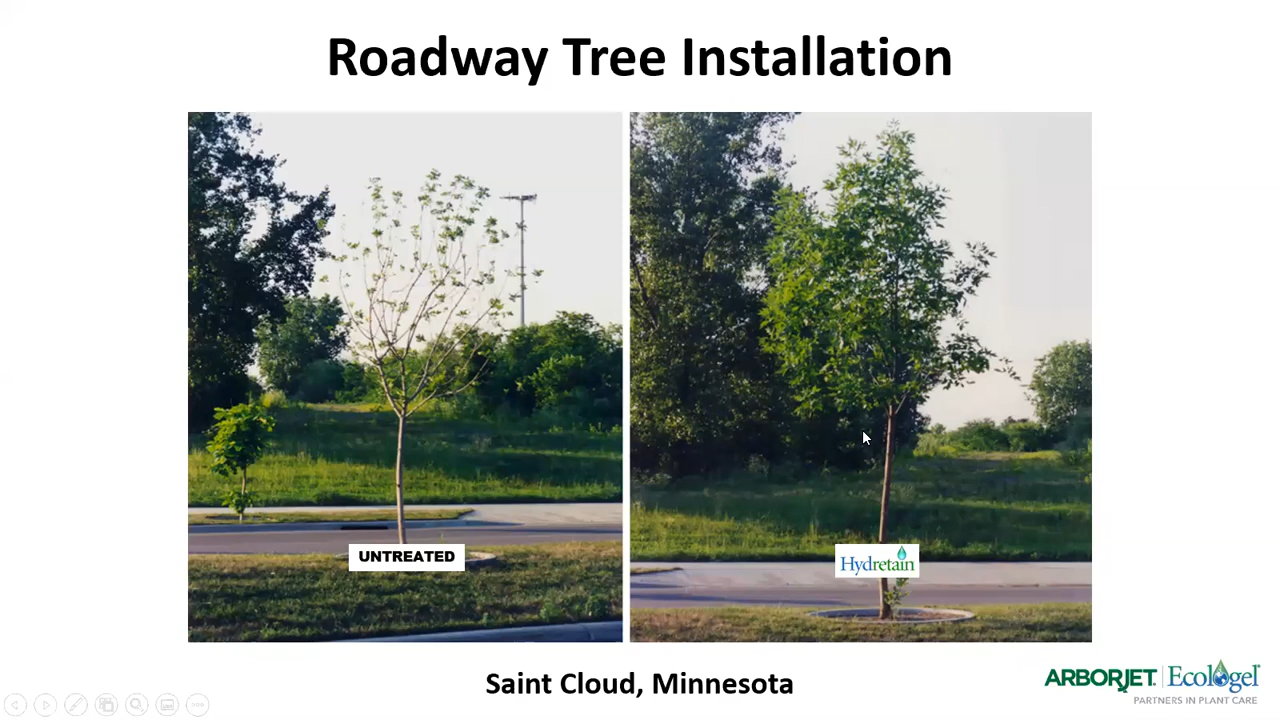 Roadway Tree Installation
UNTREATED
Hydretain
Saint Cloud, Minnesota
ARBORJET | Ecologel
PARTNERS IN PLANT CARE